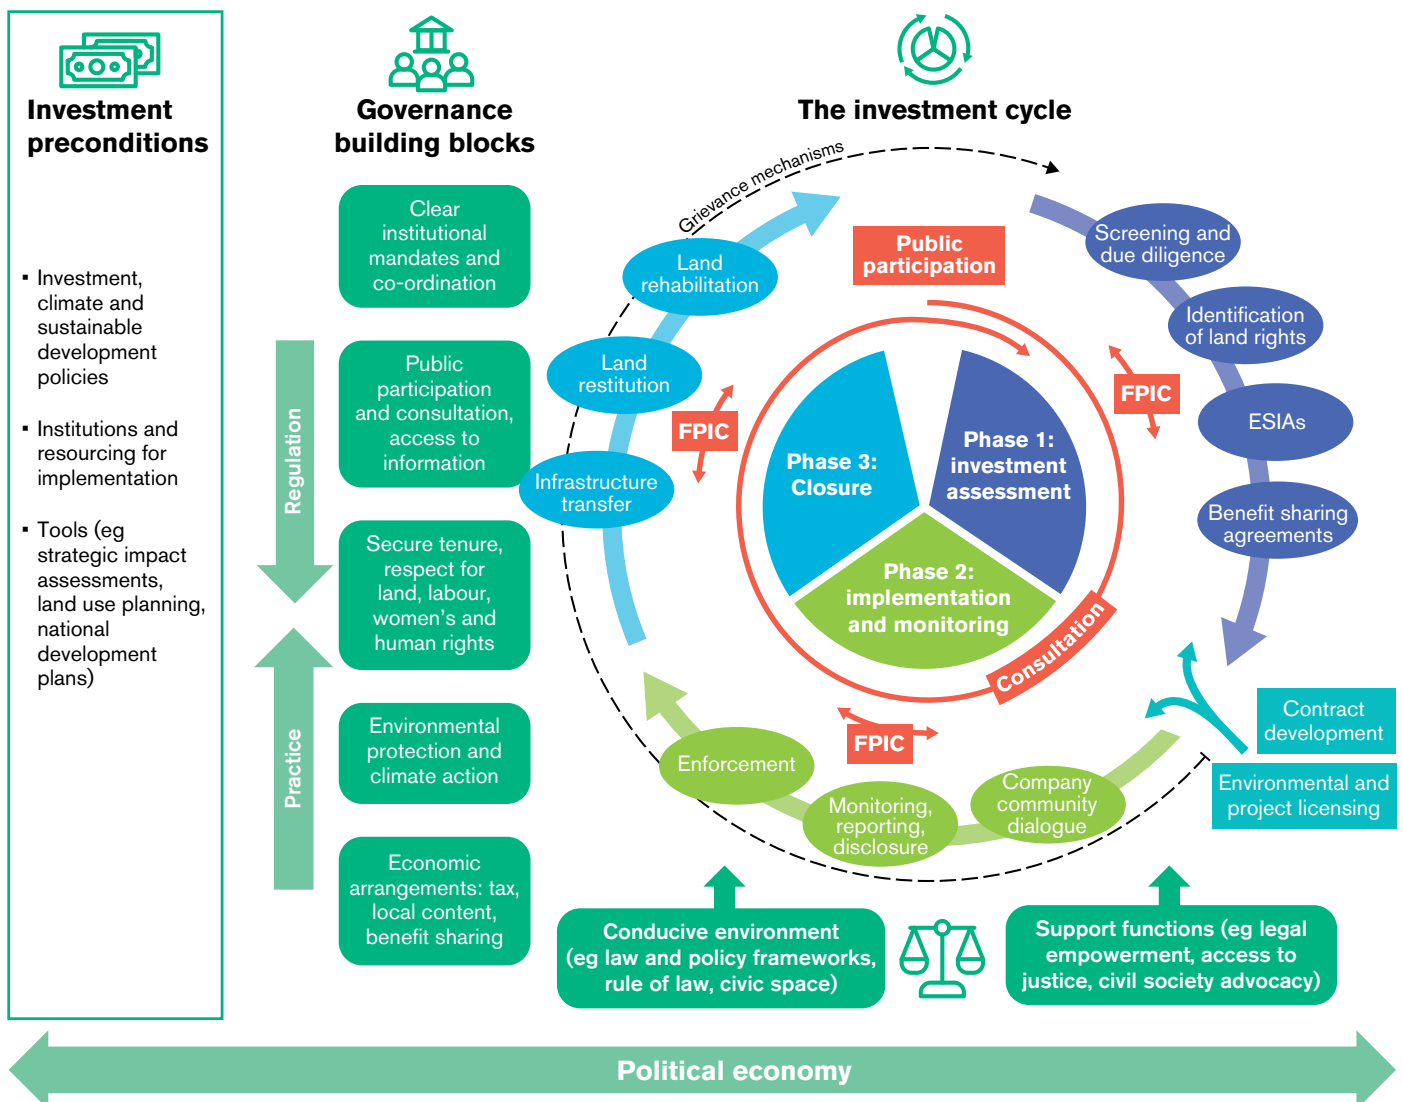 Investment
preconditions
▪ Investment,
climate and
sustainable
development
policies
▪ Institutions and
resourcing for
implementation
▪ Tools (eg
strategic impact
assessments,
land use planning,
national
development
plans)
Governance
building blocks
Clear
institutional
mandates and
co-ordination
Public
participation
and consultation,
access to
information
Secure tenure,
respect for
land, labour,
women's and
human rights
Environmental
protection and
climate action
Economic
arrangements: tax,
local content,
benefit sharing
Regulation
Practice
The investment cycle
Grievance mechanisms
Public
participation
Screening and
due diligence
Identification
of land rights
ESIAs
Benefit sharing
agreements
FPIC
Phase 1:
investment
assessment
Phase 2:
implementation
and monitoring
Phase 3:
Closure
Consultation
Contract
development
Environmental and
project licensing
Company
community
dialogue
Monitoring,
reporting,
disclosure
Enforcement
FPIC
Infrastructure
transfer
Land
restitution
Land
rehabilitation
FPIC
Conducive environment
(eg law and policy frameworks,
rule of law, civic space)
Support functions (eg legal
empowerment, access to
justice, civil society advocacy)
Political economy